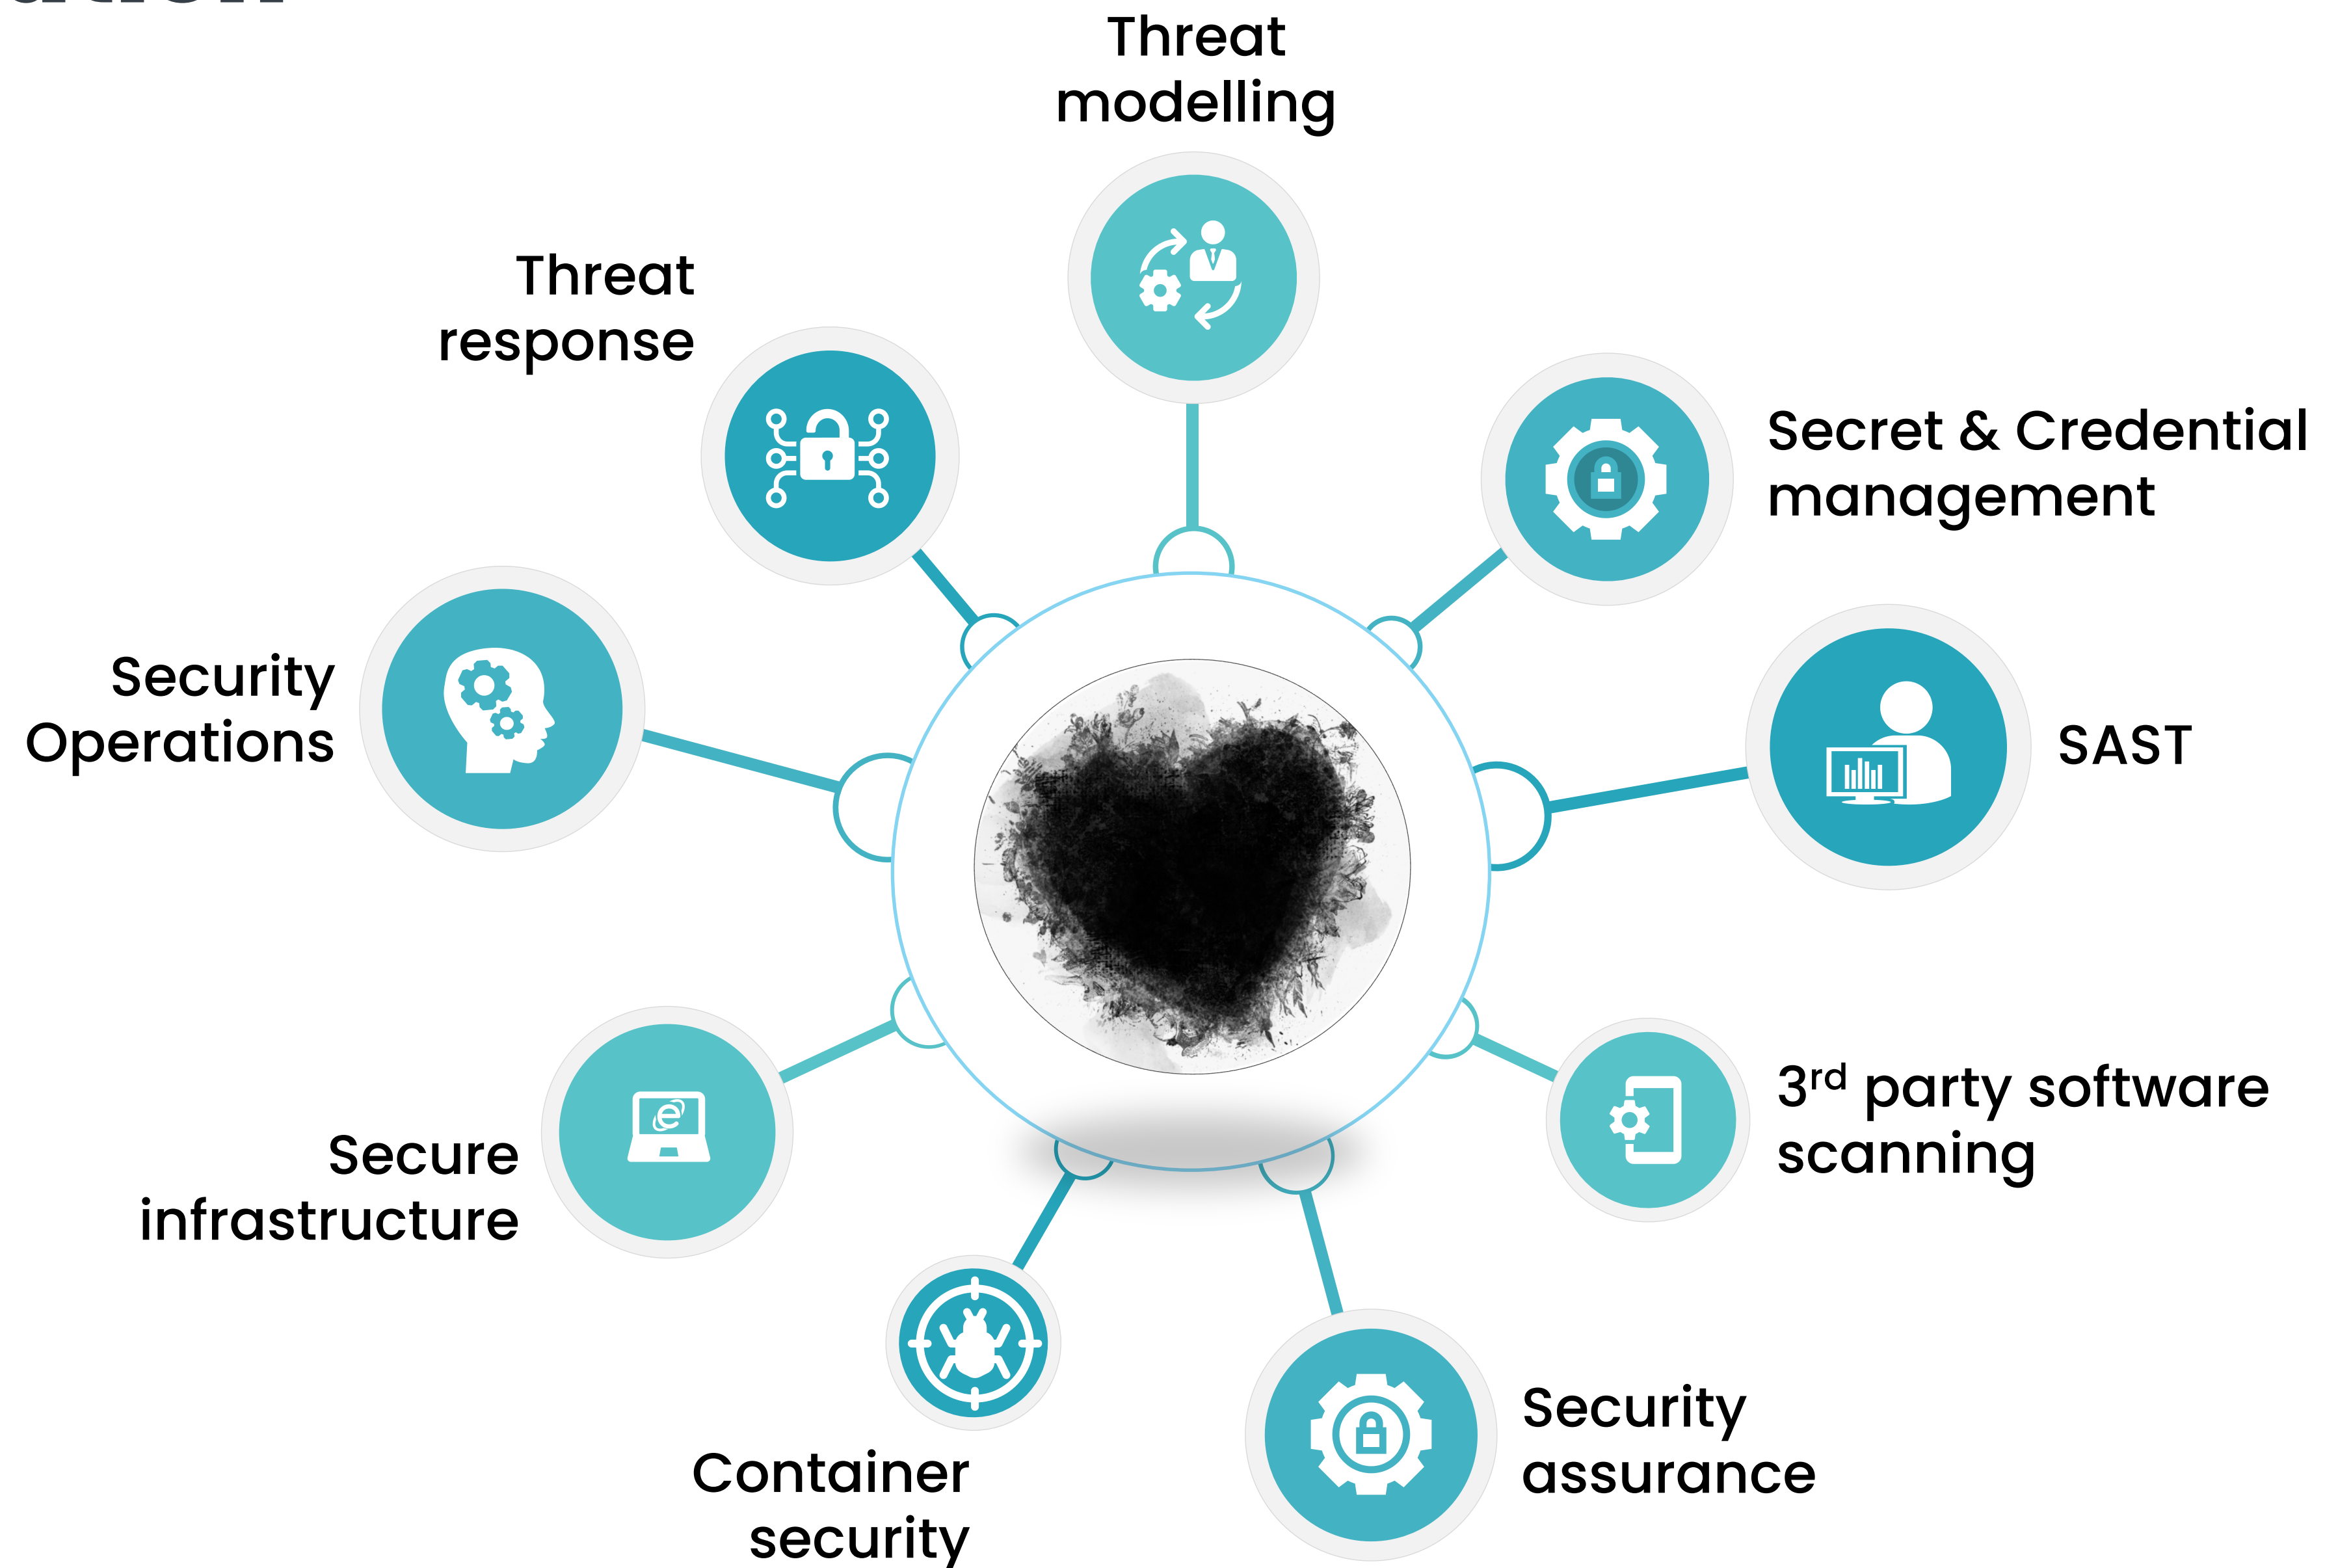 Threat
modelling
Threat
response
Secret & Credential
management
Security
Operations
SAST
3rd party software
scanning
Secure
infrastructure
Security
assurance
Container
security